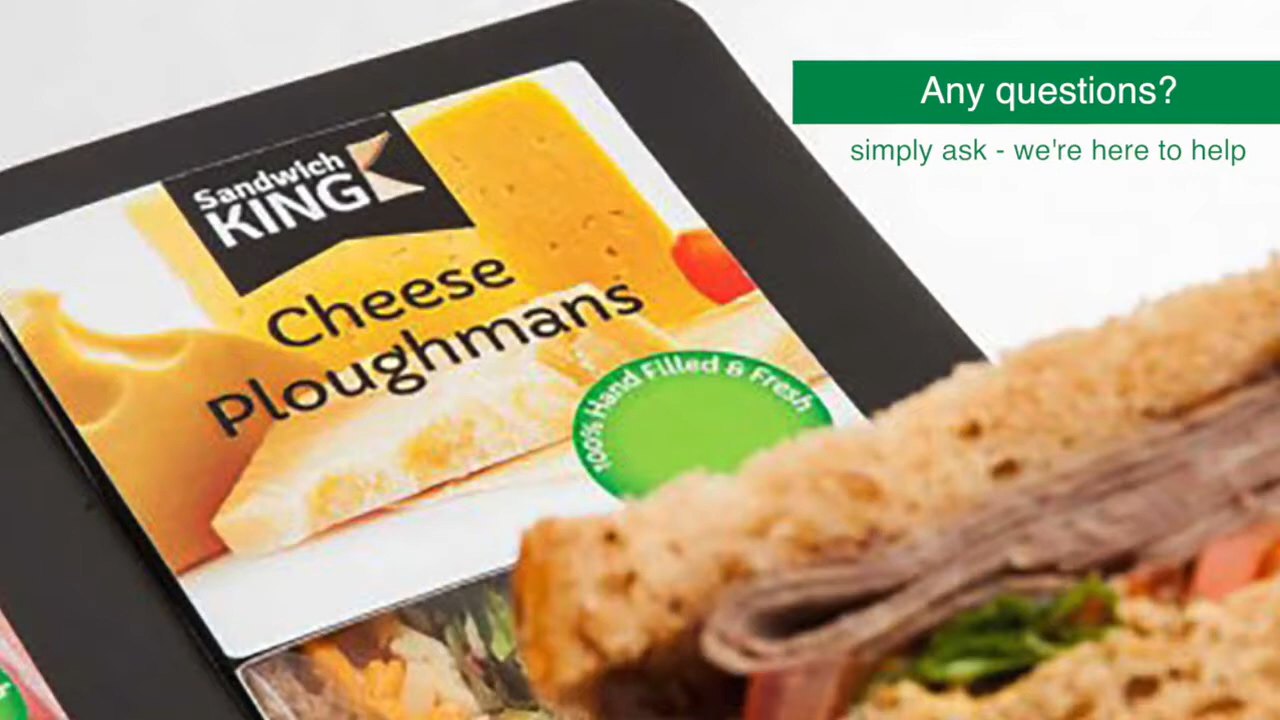 Any questions?
simply ask - we're here to help
Sandwich
KING
Cheese
Ploughmans
100% Hand Filled & Fresh